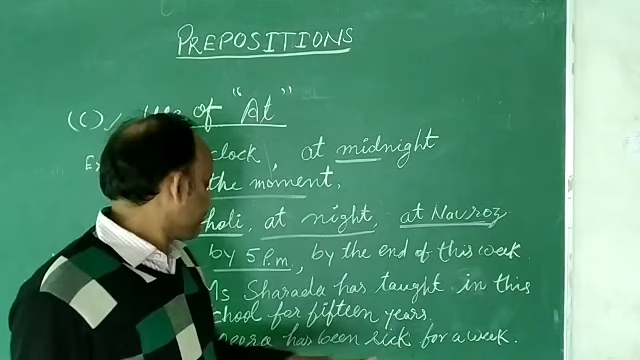 PREPOSITIONS
(C) of "At"
clock, at midnight
the moment,
holi, at night, at Navroz
by 5 P.m, by the end of this week.
Ms Sharada has taught in this
school for fifteen years.
has been sick for a week.